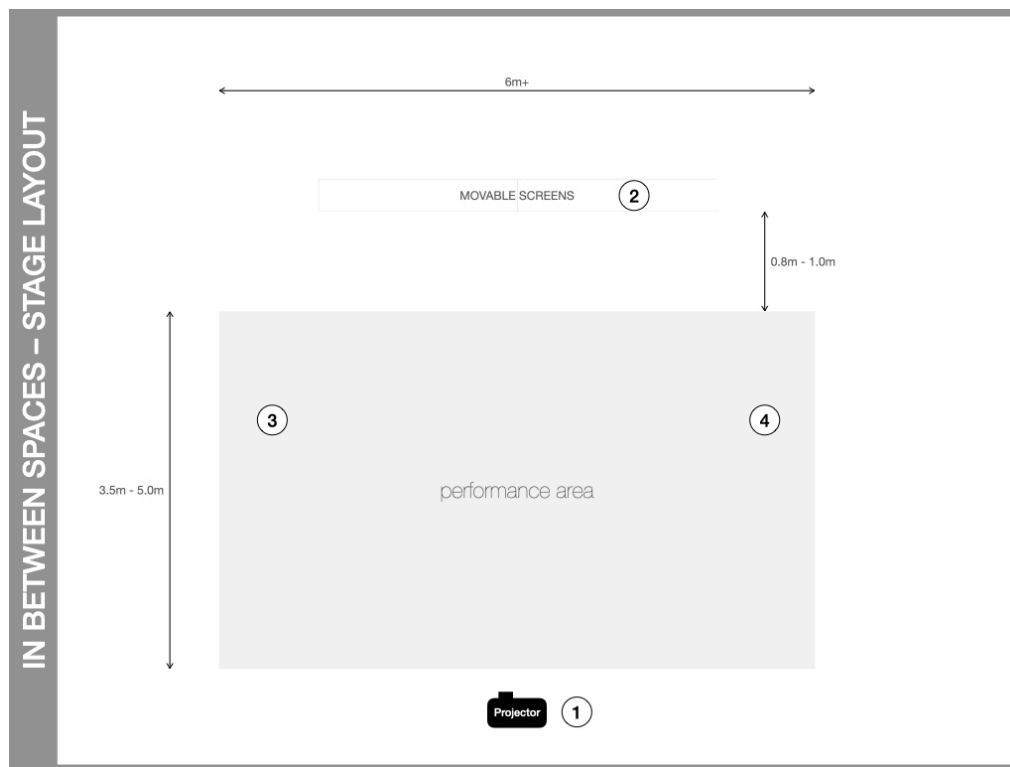 IN BETWEEN SPACES – STAGE LAYOUT
6m+
MOVABLE SCREENS
2
0.8m - 1.0m
3
4
3.5m - 5.0m
performance area
Projector
1